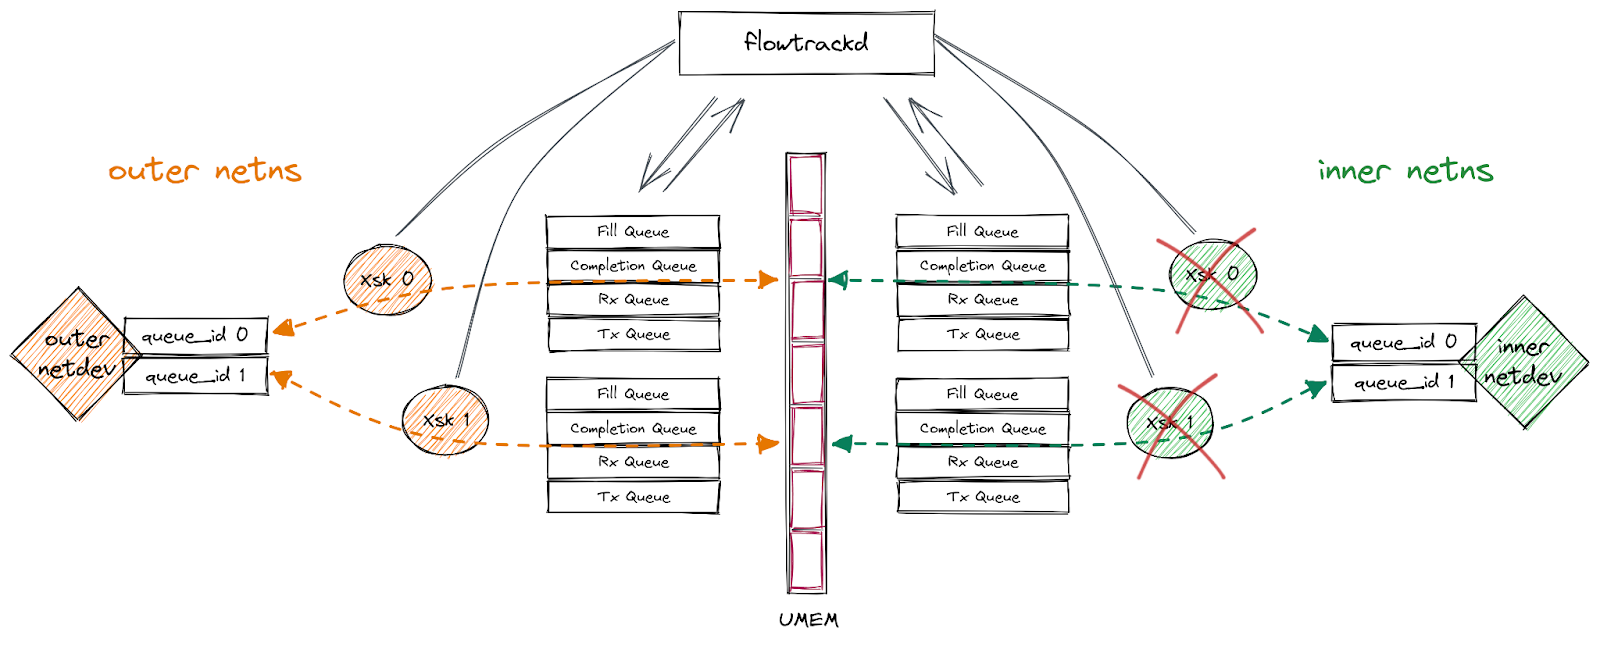 flowtrackd
outer netns
inner netns
Fill Queue
Completion Queue
Rx Queue
Tx Queue
Fill Queue
Completion Queue
Rx Queue
Tx Queue
Xsk 0
Xsk 0
outer
netdev
queue_id 0
queue_id 1
queue_id 0
queue_id 1
inner
netdev
Xsk 1
Fill Queue
Completion Queue
Rx Queue
Tx Queue
Fill Queue
Completion Queue
Rx Queue
Tx Queue
Xsk 1
UMEM